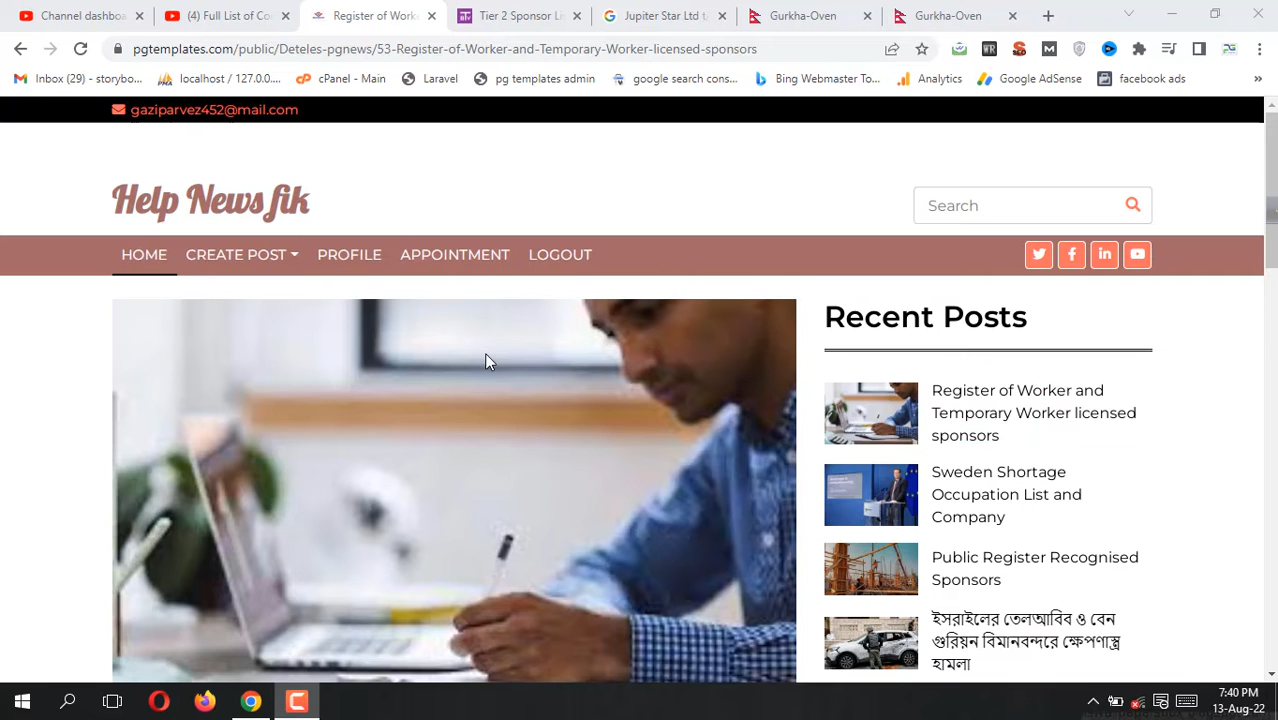 Channel dashboa
(4) Full List of Co
Register of Work
Tier 2 Sponsor Li
Jupiter Star Ltd t
Gurkha-Oven
Gurkha-Oven
pgtemplates.com/public/Deteles-pgnews/53-Register-of-Worker-and-Temporary-Worker-licensed-sponsors
Inbox (29) - storybo...
localhost / 127.0.0...
cPanel - Main
Laravel
pg templates admin
google search cons...
Bing Webmaster To...
Analytics
Google AdSense
facebook ads
gaziparvez452@mail.com
Help News fik
Search
HOME CREATE POST PROFILE APPOINTMENT LOGOUT
Recent Posts
Register of Worker and
Temporary Worker licensed
sponsors
Sweden Shortage
Occupation List and
Company
Public Register Recognised
Sponsors
ইসরাইলের তেলআবিব ও বেন
গুরিয়ন বিমানবন্দরে ক্ষেপণাস্ত্র
হামলা
7:40 PM
13-Aug-22